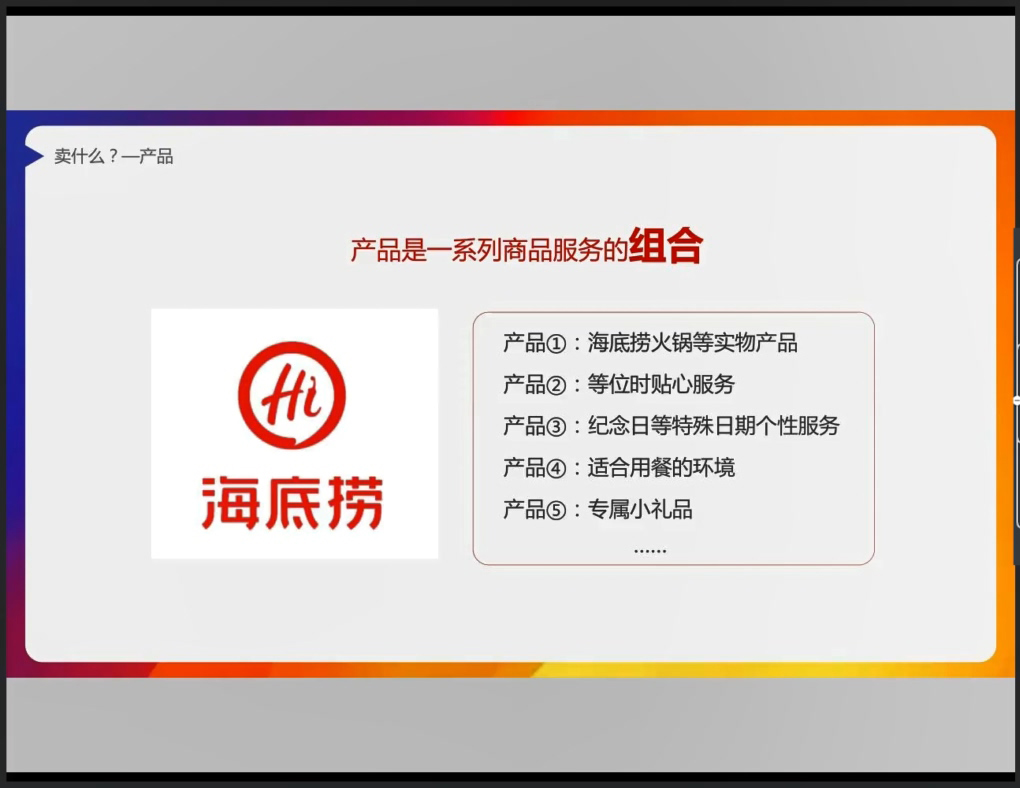 卖什么？—产品
产品是一系列商品服务的组合
Hi
海底捞
产品①：海底捞火锅等实物产品
产品②：等位时贴心服务
产品③：纪念日等特殊日期个性服务
产品④：适合用餐的环境
产品⑤：专属小礼品
......